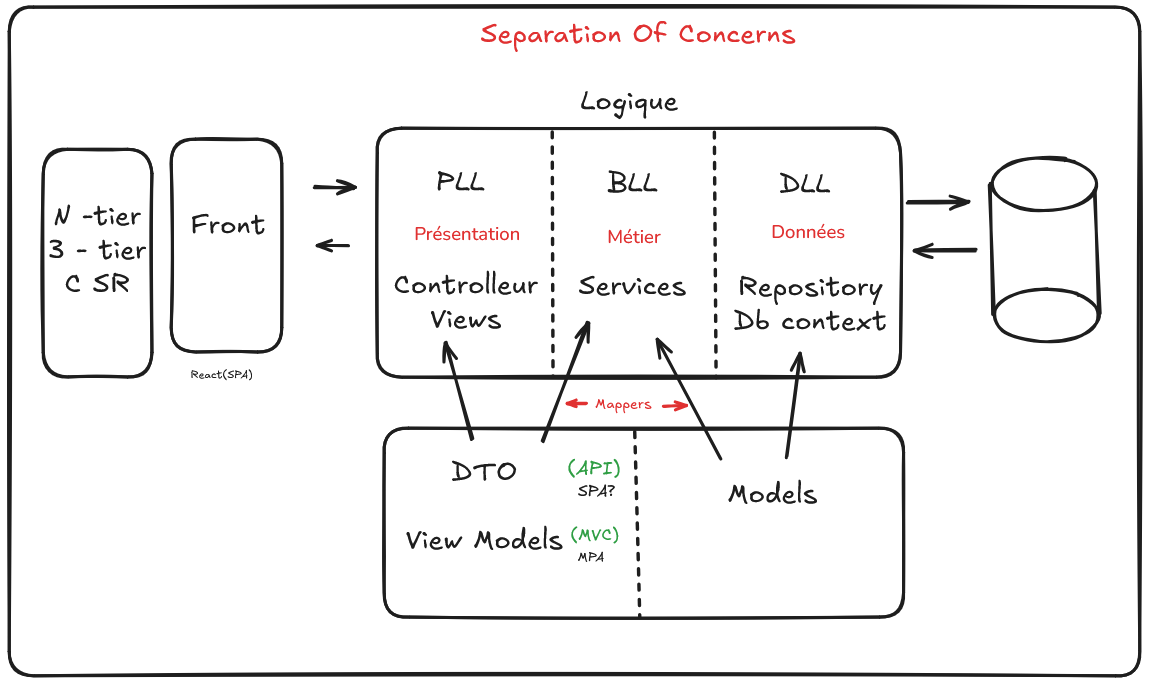 Separation Of Concerns
Logique
N -tier
3 - tier
C SR
Front
React(SPA)
PLL
Présentation
Controlleur
Views
BLL
Métier
Services
DLL
Données
Repository
Db context
Mappers
DTO
(API)
SPA?
View Models
(MVC)
MPA
Models